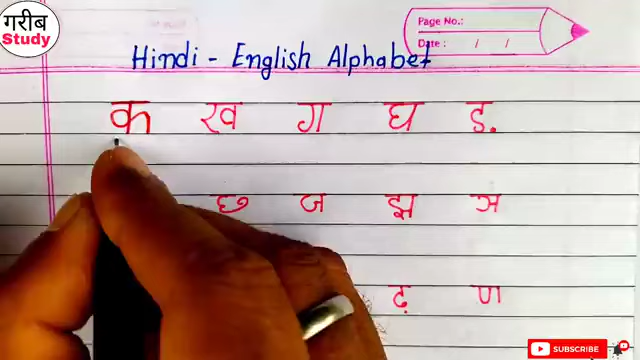 गरीब
Study
Page No.:
Date : / /
Hindi - English Alphabet
क ख ग घ ङ
छ ज झ ञ
ढ़ ण
SUBSCRIBE